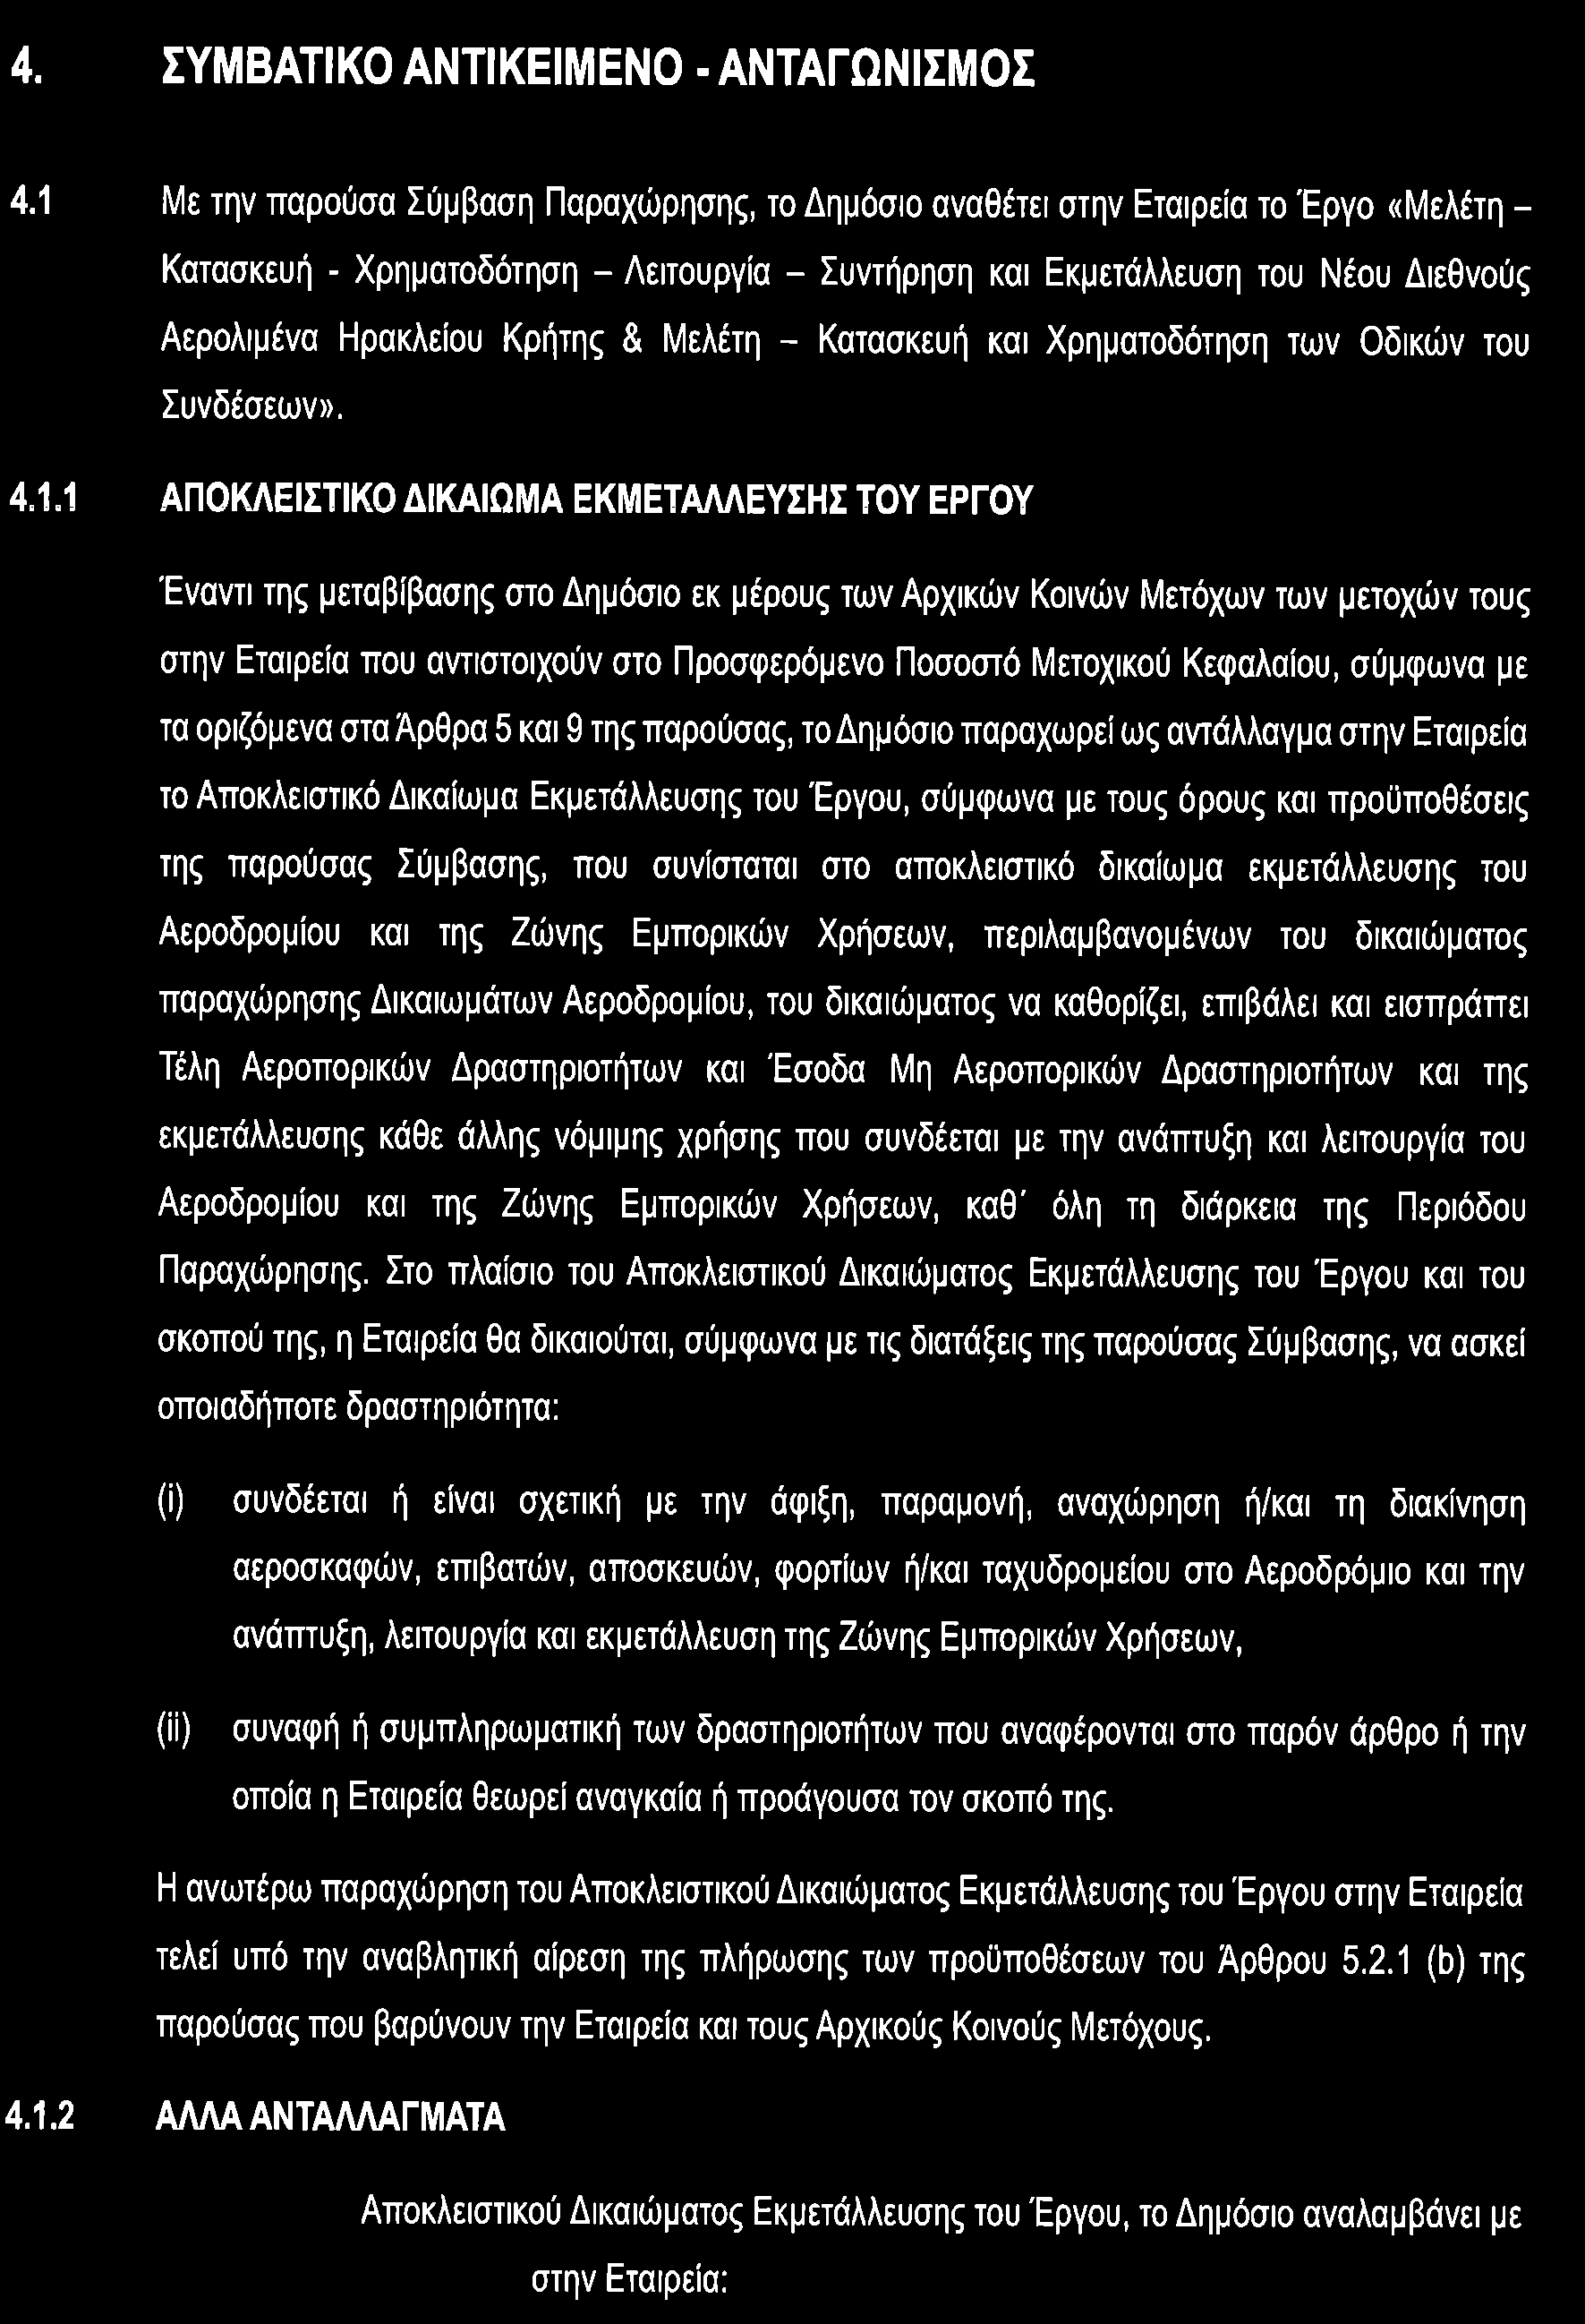 4. ΣΥΜΒΑΤΙΚΟ ΑΝΤΙΚΕΙΜΕΝΟ - ΑΝΤΑΓΩΝΙΣΜΟΣ
4.1 Με την παρούσα Σύμβαση Παραχώρησης, το Δημόσιο αναθέτει στην Εταιρεία το Έργο «Μελέτη –
Κατασκευή - Χρηματοδότηση – Λειτουργία – Συντήρηση και Εκμετάλλευση του Νέου Διεθνούς
Αερολιμένα Ηρακλείου Κρήτης & Μελέτη – Κατασκευή και Χρηματοδότηση των Οδικών του
Συνδέσεων».
4.1.1 ΑΠΟΚΛΕΙΣΤΙΚΟ ΔΙΚΑΙΩΜΑ ΕΚΜΕΤΑΛΛΕΥΣΗΣ ΤΟΥ ΕΡΓΟΥ
Έναντι της μεταβίβασης στο Δημόσιο εκ μέρους των Αρχικών Κοινών Μετόχων των μετοχών τους
στην Εταιρεία που αντιστοιχούν στο Προσφερόμενο Ποσοστό Μετοχικού Κεφαλαίου, σύμφωνα με
τα οριζόμενα στα Άρθρα 5 και 9 της παρούσας, το Δημόσιο παραχωρεί ως αντάλλαγμα στην Εταιρεία
το Αποκλειστικό Δικαίωμα Εκμετάλλευσης του Έργου, σύμφωνα με τους όρους και προϋποθέσεις
της παρούσας Σύμβασης, που συνίσταται στο αποκλειστικό δικαίωμα εκμετάλλευσης του
Αεροδρομίου και της Ζώνης Εμπορικών Χρήσεων, περιλαμβανομένων του δικαιώματος
παραχώρησης Δικαιωμάτων Αεροδρομίου, του δικαιώματος να καθορίζει, επιβάλει και εισπράττει
Τέλη Αεροπορικών Δραστηριοτήτων και Έσοδα Μη Αεροπορικών Δραστηριοτήτων και της
εκμετάλλευσης κάθε άλλης νόμιμης χρήσης που συνδέεται με την ανάπτυξη και λειτουργία του
Αεροδρομίου και της Ζώνης Εμπορικών Χρήσεων, καθ' όλη τη διάρκεια της Περιόδου
Παραχώρησης. Στο πλαίσιο του Αποκλειστικού Δικαιώματος Εκμετάλλευσης του Έργου και του
σκοπού της, η Εταιρεία θα δικαιούται, σύμφωνα με τις διατάξεις της παρούσας Σύμβασης, να ασκεί
οποιαδήποτε δραστηριότητα:
(i) συνδέεται ή είναι σχετική με την άφιξη, παραμονή, αναχώρηση ή/και τη διακίνηση
αεροσκαφών, επιβατών, αποσκευών, φορτίων ή/και ταχυδρομείου στο Αεροδρόμιο και την
ανάπτυξη, λειτουργία και εκμετάλλευση της Ζώνης Εμπορικών Χρήσεων,
(ii) συναφή ή συμπληρωματική των δραστηριοτήτων που αναφέρονται στο παρόν άρθρο ή την
οποία η Εταιρεία θεωρεί αναγκαία ή προάγουσα τον σκοπό της.
Η ανωτέρω παραχώρηση του Αποκλειστικού Δικαιώματος Εκμετάλλευσης του Έργου στην Εταιρεία
τελεί υπό την αναβλητική αίρεση της πλήρωσης των προϋποθέσεων του Άρθρου 5.2.1 (b) της
παρούσας που βαρύνουν την Εταιρεία και τους Αρχικούς Κοινούς Μετόχους.
4.1.2 ΑΛΛΑ ΑΝΤΑΛΛΑΓΜΑΤΑ
Αποκλειστικού Δικαιώματος Εκμετάλλευσης του Έργου, το Δημόσιο αναλαμβάνει με
στην Εταιρεία: